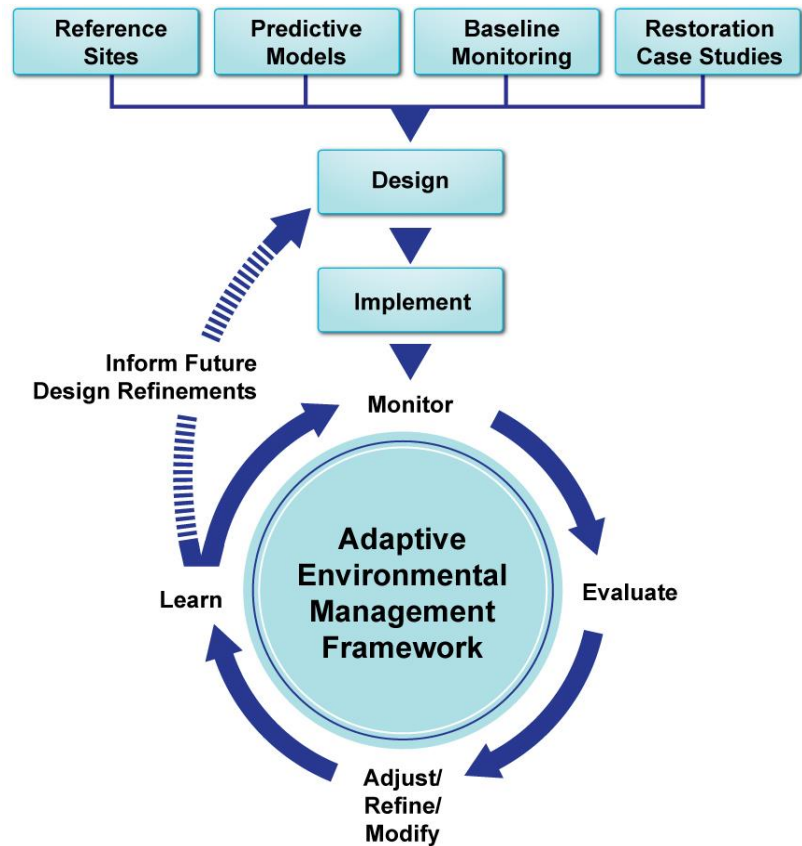 Reference
Sites
Predictive
Models
Baseline
Monitoring
Restoration
Case Studies
Design
Implement
Inform Future
Design Refinements
Monitor
Adaptive
Environmental
Management
Framework
Learn
Evaluate
Adjust/
Refine/
Modify